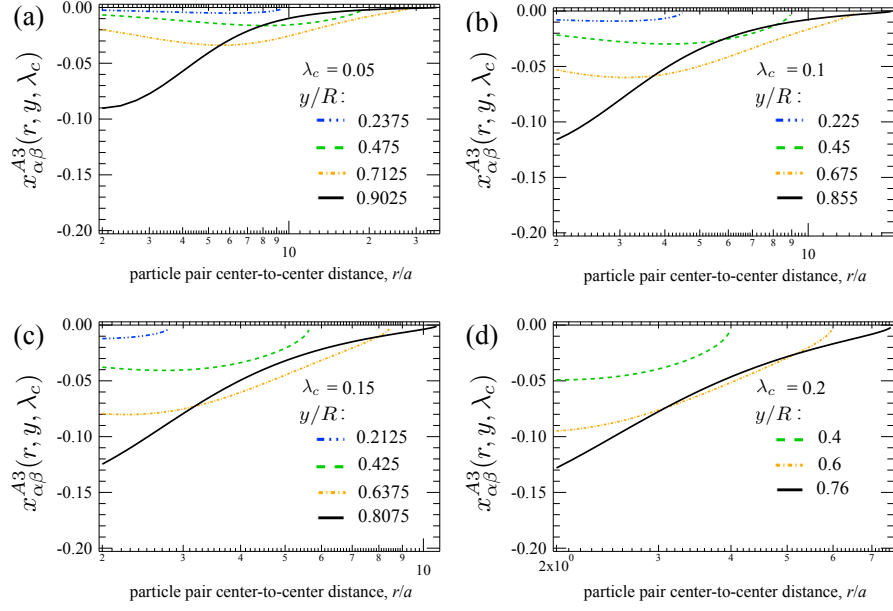 (a)
0.00
-0.05
-0.10
-0.15
-0.20
x^{A3}_{αβ}(r, y, λ_c)
λ_c = 0.05
y/R :
0.2375
0.475
0.7125
0.9025
2 3 4 5 6 7 8 9 10 2 3
particle pair center-to-center distance, r/a
(b)
0.00
-0.05
-0.10
-0.15
-0.20
x^{A3}_{αβ}(r, y, λ_c)
λ_c = 0.1
y/R :
0.225
0.45
0.675
0.855
2 3 4 5 6 7 8 9 10
particle pair center-to-center distance, r/a
(c)
0.00
-0.05
-0.10
-0.15
-0.20
x^{A3}_{αβ}(r, y, λ_c)
λ_c = 0.15
y/R :
0.2125
0.425
0.6375
0.8075
2 3 4 5 6 7 8 9 10
particle pair center-to-center distance, r/a
(d)
0.00
-0.05
-0.10
-0.15
-0.20
x^{A3}_{αβ}(r, y, λ_c)
λ_c = 0.2
y/R :
0.4
0.6
0.76
2x10⁰ 3 4 5 6 7
particle pair center-to-center distance, r/a